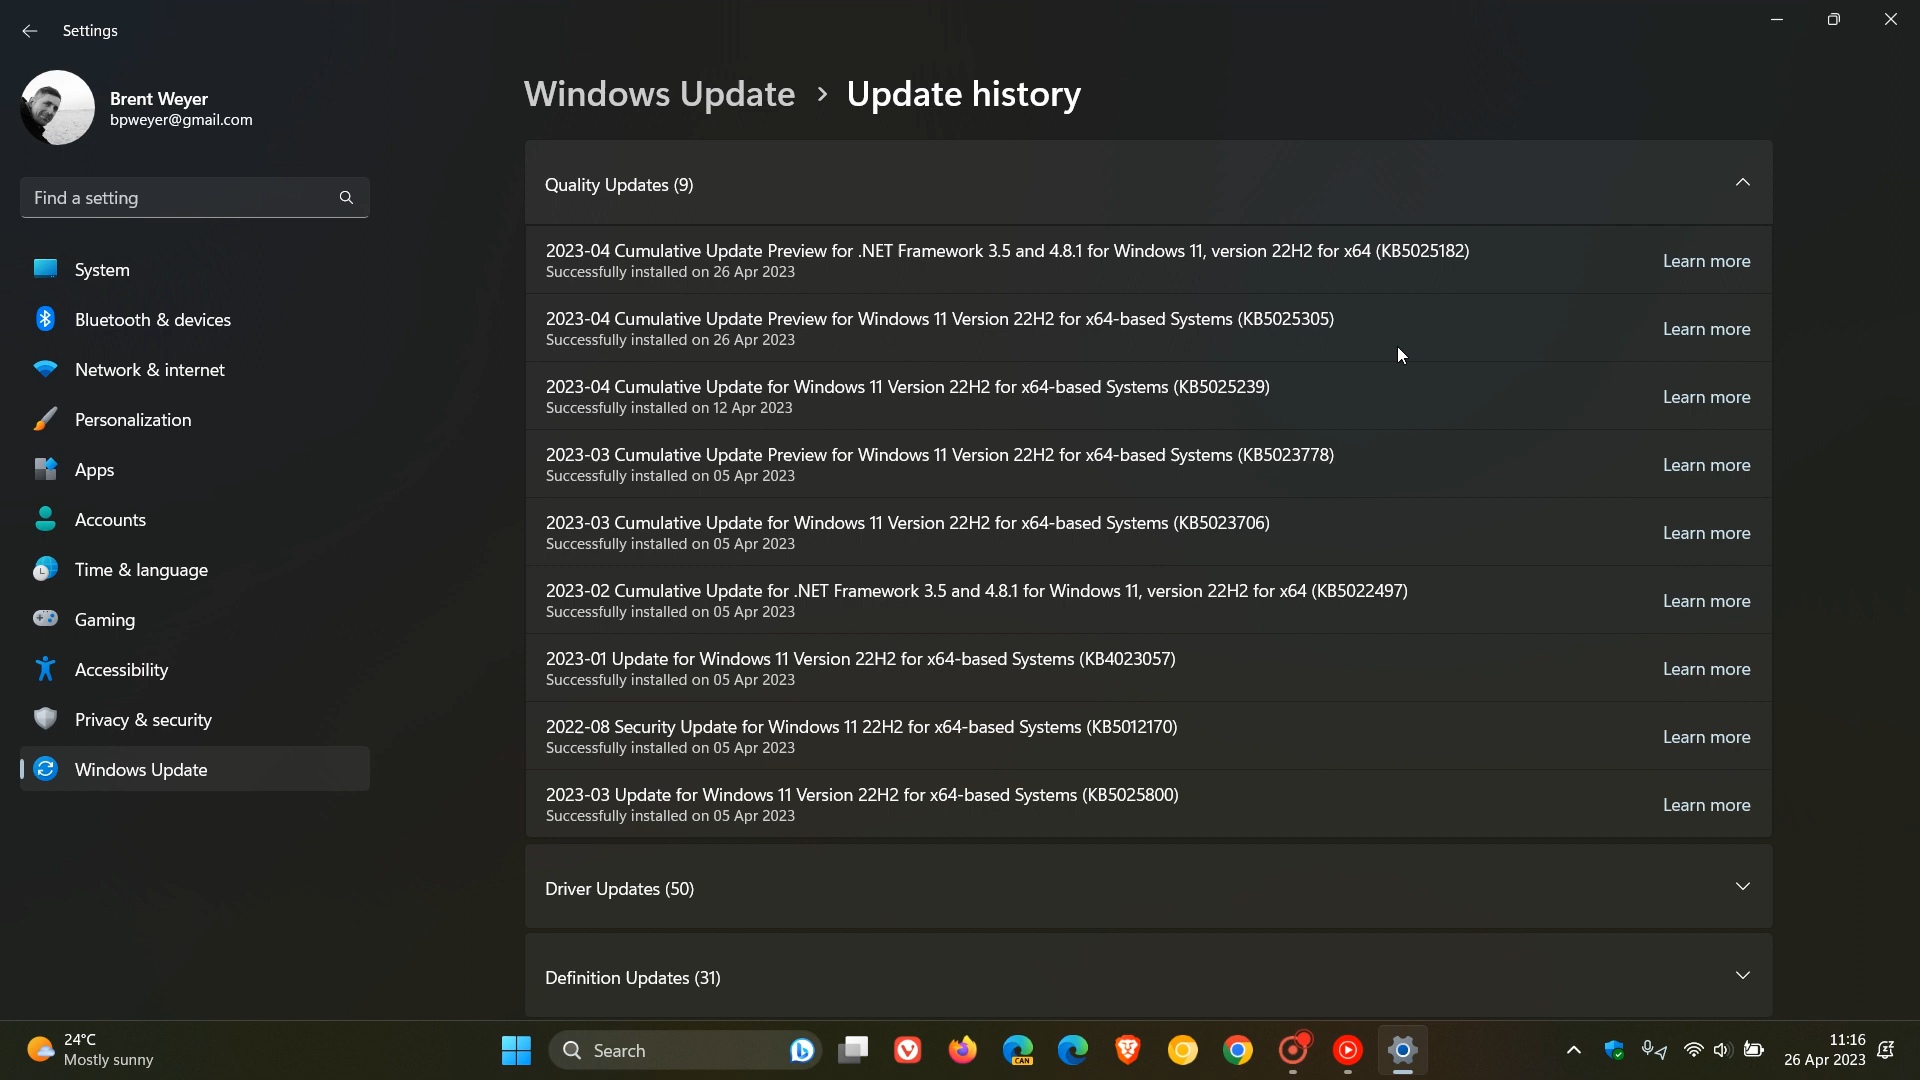 Settings
Brent Weyer
bpweyer@gmail.com
Find a setting
System
Bluetooth & devices
Network & internet
Personalization
Apps
Accounts
Time & language
Gaming
Accessibility
Privacy & security
Windows Update
Windows Update > Update history
Quality Updates (9)
2023-04 Cumulative Update Preview for .NET Framework 3.5 and 4.8.1 for Windows 11, version 22H2 for x64 (KB5025182)
Successfully installed on 26 Apr 2023
Learn more
2023-04 Cumulative Update Preview for Windows 11 Version 22H2 for x64-based Systems (KB5025305)
Successfully installed on 26 Apr 2023
Learn more
2023-04 Cumulative Update for Windows 11 Version 22H2 for x64-based Systems (KB5025239)
Successfully installed on 12 Apr 2023
Learn more
2023-03 Cumulative Update Preview for Windows 11 Version 22H2 for x64-based Systems (KB5023778)
Successfully installed on 05 Apr 2023
Learn more
2023-03 Cumulative Update for Windows 11 Version 22H2 for x64-based Systems (KB5023706)
Successfully installed on 05 Apr 2023
Learn more
2023-02 Cumulative Update for .NET Framework 3.5 and 4.8.1 for Windows 11, version 22H2 for x64 (KB5022497)
Successfully installed on 05 Apr 2023
Learn more
2023-01 Update for Windows 11 Version 22H2 for x64-based Systems (KB4023057)
Successfully installed on 05 Apr 2023
Learn more
2022-08 Security Update for Windows 11 22H2 for x64-based Systems (KB5012170)
Successfully installed on 05 Apr 2023
Learn more
2023-03 Update for Windows 11 Version 22H2 for x64-based Systems (KB5025800)
Successfully installed on 05 Apr 2023
Learn more
Driver Updates (50)
Definition Updates (31)
24°C
Mostly sunny
Search
CAN
11:16
26 Apr 2023